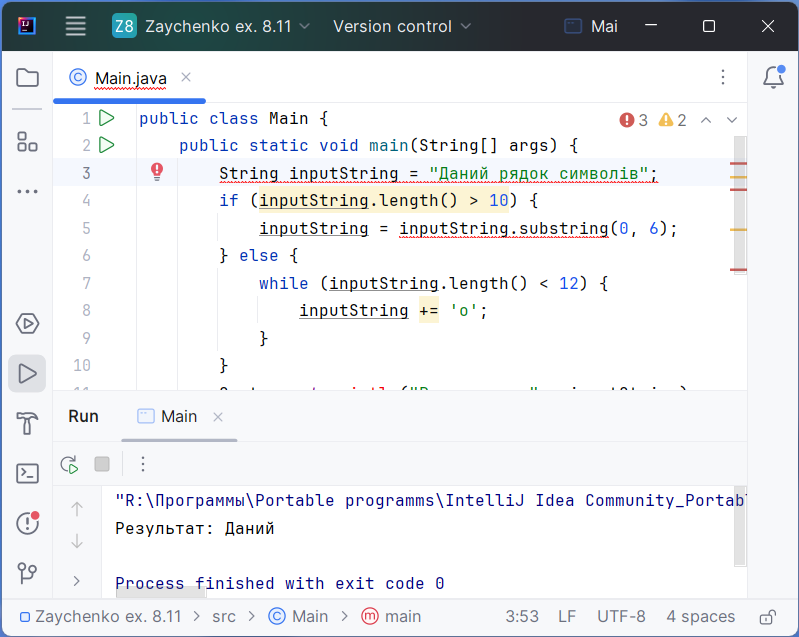 Z8 Zaychenko ex. 8.11 Version control Mai
Main.java
1 public class Main {
3 2
2 public static void main(String[] args) {
3 String inputString = "Даний рядок символів";
4 if (inputString.length() > 10) {
5 inputString = inputString.substring(0, 6);
6 } else {
7 while (inputString.length() < 12) {
8 inputString += 'o';
9 }
10 }
Run Main
"R:\Программы\Portable programms\IntelliJ Idea Community_Portab
Результат: Даний
Process finished with exit code 0
Zaychenko ex. 8.11 > src > Main > main 3:53 LF UTF-8 4 spaces